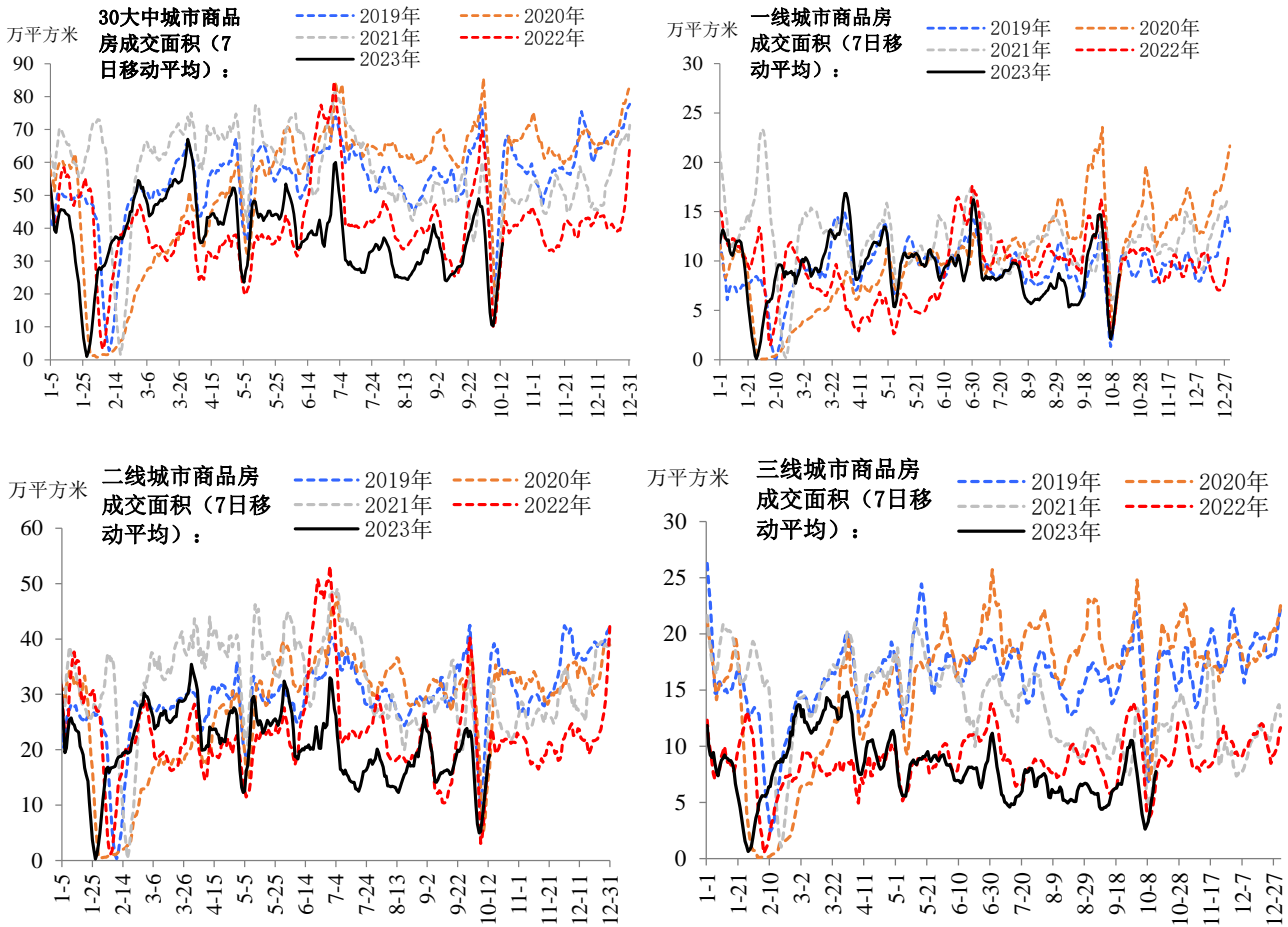 30大中城市商品
房成交面积（7
日移动平均）：
万平方米
2019年
2020年
2021年
2022年
2023年
90
80
70
60
50
40
30
20
10
0
1-5
1-25
2-14
3-6
3-26
4-15
5-5
5-25
6-14
7-4
7-24
8-13
9-2
9-22
10-12
11-1
11-21
12-11
12-31
一线城市商品房
成交面积（7日移
动平均）：
万平方米
2019年
2020年
2021年
2022年
2023年
30
25
20
15
10
5
0
1-1
1-21
2-10
3-2
3-22
4-11
5-1
5-21
6-10
6-30
7-20
8-9
8-29
9-18
10-8
10-28
11-17
12-7
12-27
二线城市商品房
成交面积（7日移
动平均）：
万平方米
2019年
2020年
2021年
2022年
2023年
60
50
40
30
20
10
0
1-5
1-25
2-14
3-6
3-26
4-15
5-5
5-25
6-14
7-4
7-24
8-13
9-2
9-22
10-12
11-1
11-21
12-11
12-31
三线城市商品房
成交面积（7日移
动平均）：
万平方米
2019年
2020年
2021年
2022年
2023年
30
25
20
15
10
5
0
1-1
1-21
2-10
3-2
3-22
4-11
5-1
5-21
6-10
6-30
7-20
8-9
8-29
9-18
10-8
10-28
11-17
12-7
12-27